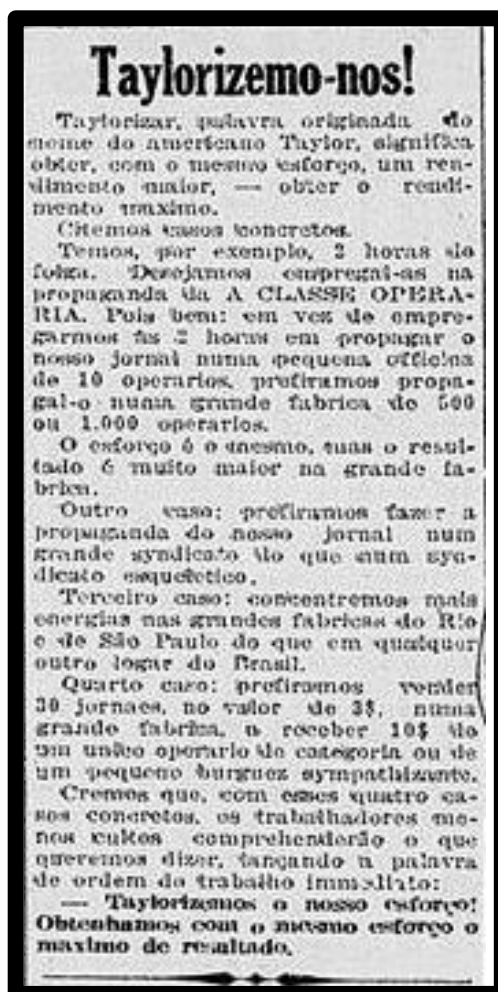 Taylorizemo-nos!
Taylorizar, palavra originada do
nome do americano Taylor, significa
obter, com o mesmo esforço, um ren-
dimento maior, — obter o rendi-
mento maximo.
Citemos casos concretos.
Temos, por exemplo, 2 horas de
folga. Desejamos empregal-as na
propaganda da A CLASSE OPERA-
RIA. Pois bem: em vez de empre-
garmos as 2 horas em propagar o
nosso jornal numa pequena officina
de 10 operarios, prefiramos propa-
gal-o numa grande fabrica de 500
ou 1.000 operarios.
O esforço é o mesmo, mas o resul-
tado é muito maior na grande fa-
brica.
Outro caso: prefiramos fazer a
propaganda do nosso jornal num
grande syndicato do que num syn-
dicato esqueletico.
Terceiro caso: concentremos mais
energias nas grandes fabricas do Rio
e de São Paulo do que em qualquer
outro logar do Brasil.
Quarto caso: prefiramos vender
30 jornaes, no valor de 3$, numa
grande fabrica, a receber 10$ de
um unico operario de categoria ou de
um pequeno burguez sympathizante.
Cremos que, com esses quatro ca-
sos concretos, os trabalhadores me-
nos cultos comprehenderão o que
queremos dizer, lançando a palavra
de ordem do trabalho immediato:
— Taylorizemos o nosso esforço!
Obtenhamos com o mesmo esforço o
maximo de resultado.